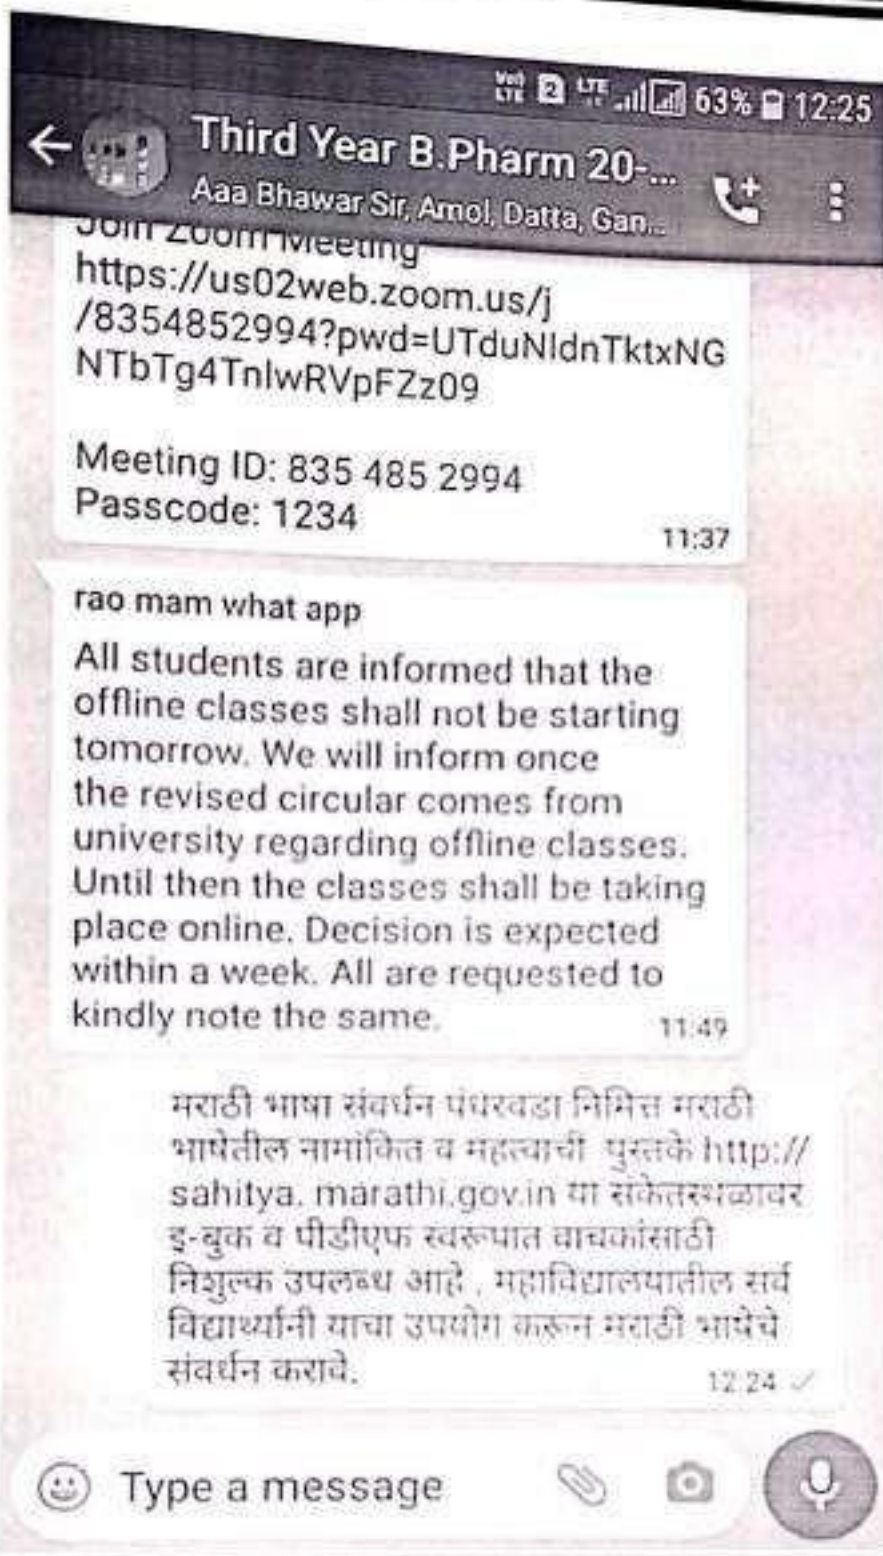 VoLTE 2 LTE 63% 12:25
Third Year B.Pharm 20-...
Aaa Bhawar Sir, Amol, Datta, Gan...
Join Zoom Meeting
https://us02web.zoom.us/j
/8354852994?pwd=UTduNldnTktxNG
NTbTg4TnlwRVpFZz09
Meeting ID: 835 485 2994
Passcode: 1234
11:37
rao mam what app
All students are informed that the
offline classes shall not be starting
tomorrow. We will inform once
the revised circular comes from
university regarding offline classes.
Until then the classes shall be taking
place online. Decision is expected
within a week. All are requested to
kindly note the same.
11:49
मराठी भाषा संवर्धन पंधरवडा निमित्त मराठी
भाषेतील नामांकित व महत्वाची पुस्तके http://
sahitya. marathi.gov.in या संकेतस्थळावर
इ-बुक व पीडीएफ स्वरूपात वाचकांसाठी
निशुल्क उपलब्ध आहे . महाविद्यालयातील सर्व
विद्यार्थ्यांनी याचा उपयोग करून मराठी भाषेचे
संवर्धन करावे.
12:24
Type a message